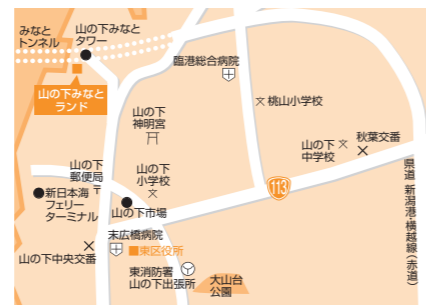 みなと
トンネル
山の下みなと
タワー
臨港総合病院
山の下みなと
ランド
桃山小学校
山の下
神明宮
秋葉交番
山の下
中学校
山の下
郵便局
山の下
小学校
県道 新潟港・横越線(赤道)
113
新日本海
フェリー
ターミナル
山の下市場
末広橋病院
東区役所
山の下中央交番
東消防署
山の下出張所
大山台
公園